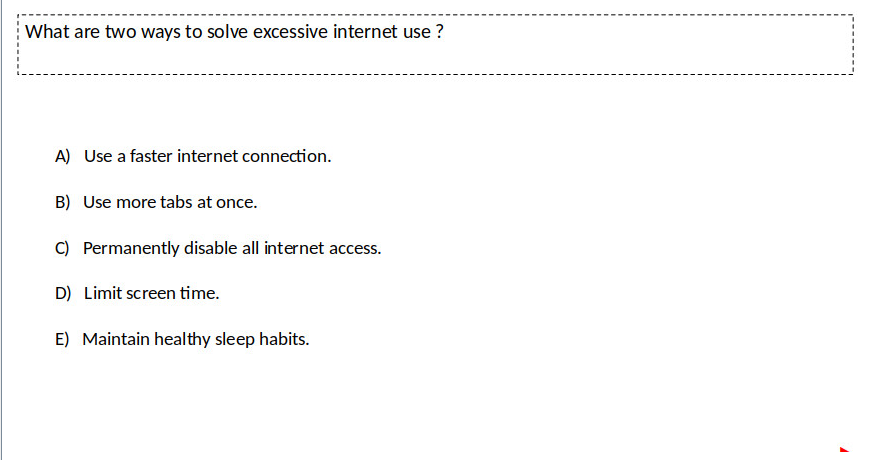 What are two ways to solve excessive internet use ?
A) Use a faster internet connection.
B) Use more tabs at once.
C) Permanently disable all internet access.
D) Limit screen time.
E) Maintain healthy sleep habits.